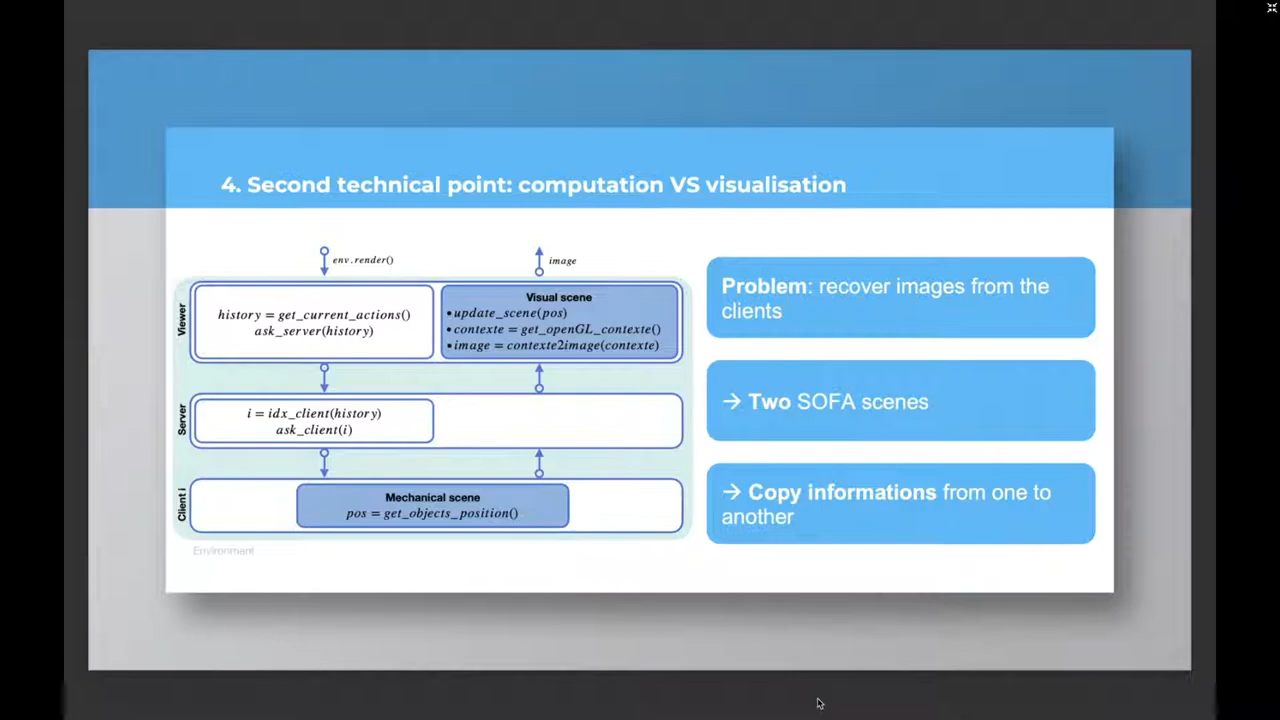 4. Second technical point: computation VS visualisation
env.render()
image
Viewer
history = get_current_actions()
ask_server(history)
Visual scene
•update_scene(pos)
•contexte = get_openGL_contexte()
•image = contexte2image(contexte)
Server
i = idx_client(history)
ask_client(i)
Client i
Mechanical scene
pos = get_objects_position()
Environment
Problem: recover images from the
clients
→ Two SOFA scenes
→ Copy informations from one to
another